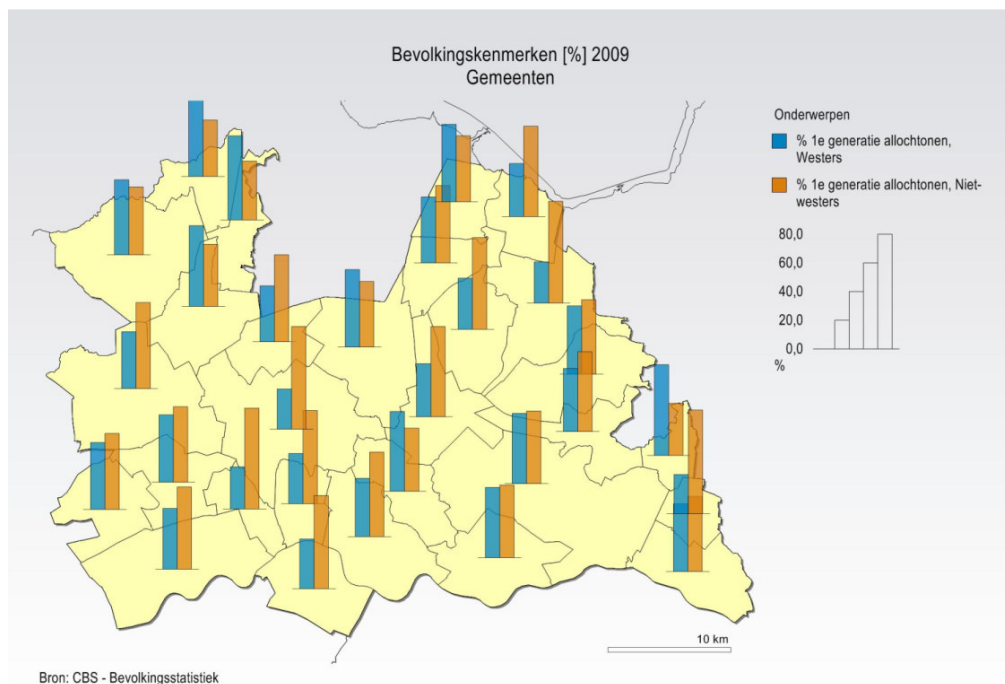 Bevolkingskenmerken [%] 2009
Gemeenten
Onderwerpen
% 1e generatie allochtonen,
Westers
% 1e generatie allochtonen, Niet-
westers
80,0
60,0
40,0
20,0
0,0
%
10 km
Bron: CBS - Bevolkingsstatistiek